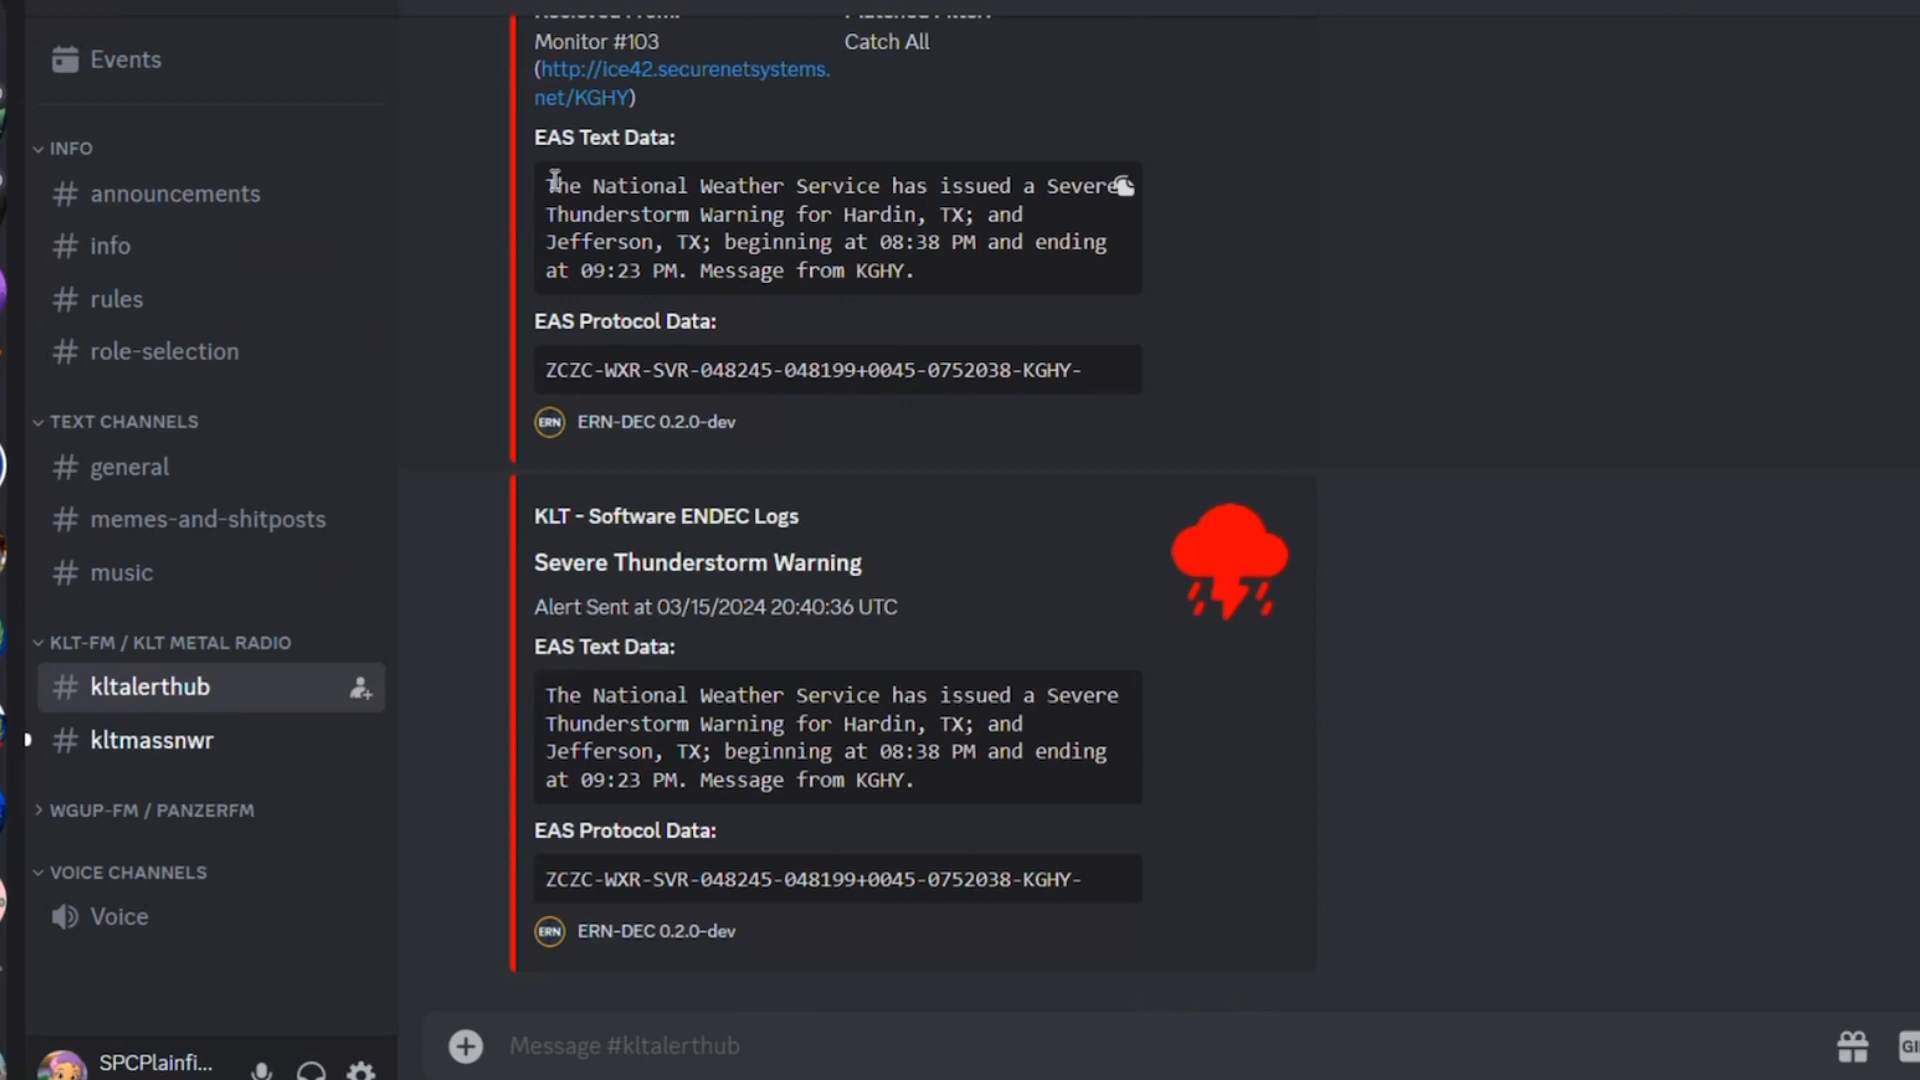 Events
INFO
# announcements
# info
# rules
# role-selection
TEXT CHANNELS
# general
# memes-and-shitposts
# music
KLT-FM / KLT METAL RADIO
# kltalerthub
# kltmassnwr
WGUP-FM / PANZERFM
VOICE CHANNELS
Voice
SPCPlainfi...
Monitor #103
(http://ice42.securenetsystems.
net/KGHY)
Catch All
EAS Text Data:
The National Weather Service has issued a Severe
Thunderstorm Warning for Hardin, TX; and
Jefferson, TX; beginning at 08:38 PM and ending
at 09:23 PM. Message from KGHY.
EAS Protocol Data:
ZCZC-WXR-SVR-048245-048199+0045-0752038-KGHY-
ERN ERN-DEC 0.2.0-dev
KLT - Software ENDEC Logs
Severe Thunderstorm Warning
Alert Sent at 03/15/2024 20:40:36 UTC
EAS Text Data:
The National Weather Service has issued a Severe
Thunderstorm Warning for Hardin, TX; and
Jefferson, TX; beginning at 08:38 PM and ending
at 09:23 PM. Message from KGHY.
EAS Protocol Data:
ZCZC-WXR-SVR-048245-048199+0045-0752038-KGHY-
ERN ERN-DEC 0.2.0-dev
Message #kltalerthub